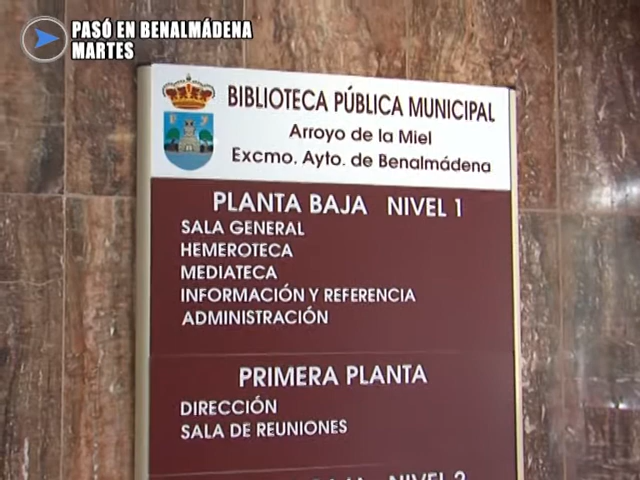 PASÓ EN BENALMÁDENA
MARTES
BIBLIOTECA PÚBLICA MUNICIPAL
Arroyo de la Miel
Excmo. Ayto. de Benalmádena
PLANTA BAJA NIVEL 1
SALA GENERAL
HEMEROTECA
MEDIATECA
INFORMACIÓN Y REFERENCIA
ADMINISTRACIÓN
PRIMERA PLANTA
DIRECCIÓN
SALA DE REUNIONES